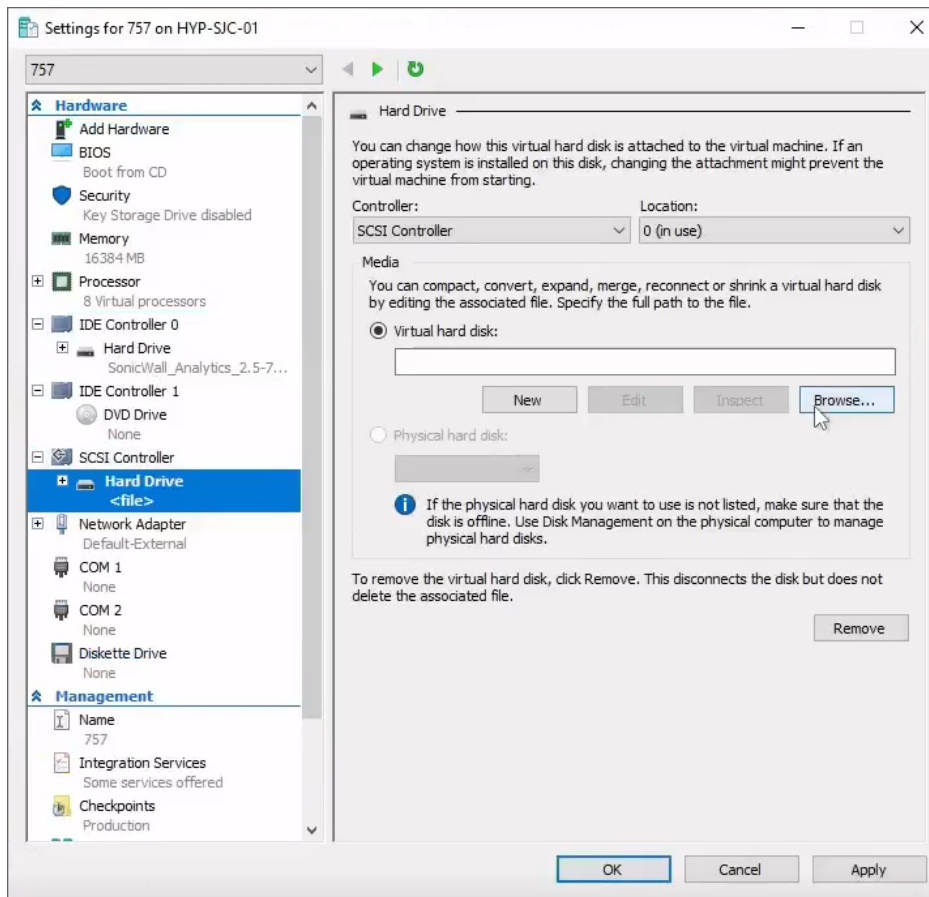 Settings for 757 on HYP-SJC-01
757
Hardware
Add Hardware
BIOS
Boot from CD
Security
Key Storage Drive disabled
Memory
16384 MB
Processor
8 Virtual processors
IDE Controller 0
Hard Drive
SonicWall_Analytics_2.5-7...
IDE Controller 1
DVD Drive
None
SCSI Controller
Hard Drive
<file>
Network Adapter
Default-External
COM 1
None
COM 2
None
Diskette Drive
None
Management
Name
757
Integration Services
Some services offered
Checkpoints
Production
Hard Drive
You can change how this virtual hard disk is attached to the virtual machine. If an
operating system is installed on this disk, changing the attachment might prevent the
virtual machine from starting.
Controller: Location:
SCSI Controller 0 (in use)
Media
You can compact, convert, expand, merge, reconnect or shrink a virtual hard disk
by editing the associated file. Specify the full path to the file.
Virtual hard disk:
New Edit Inspect Browse...
Physical hard disk:
If the physical hard disk you want to use is not listed, make sure that the
disk is offline. Use Disk Management on the physical computer to manage
physical hard disks.
To remove the virtual hard disk, click Remove. This disconnects the disk but does not
delete the associated file.
Remove
OK Cancel Apply